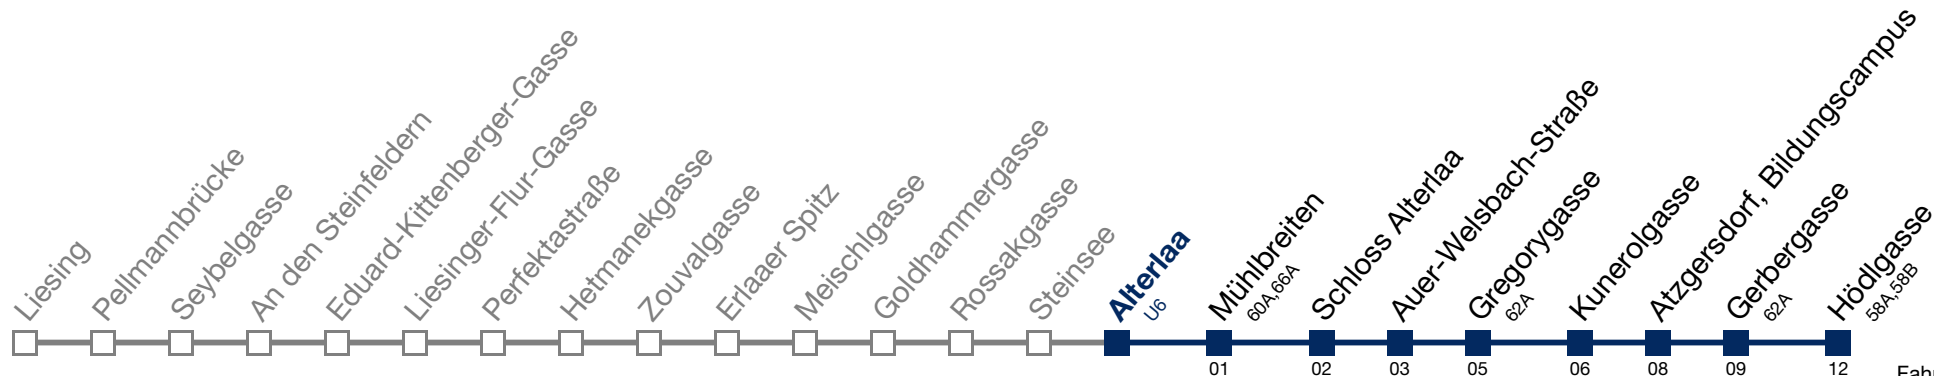 Liesing
Pellmannbrücke
Seybelgasse
An den Steinfeldern
Eduard-Kittenberger-Gasse
Liesinger-Flur-Gasse
Perfektastraße
Hetmanekgasse
Zouvalgasse
Erlaaer Spitz
Meischlgasse
Goldhammergasse
Rossakgasse
Steinsee
Alterlaa
U6
Mühlbreiten
60A,66A
Schloss Alterlaa
Auer-Welsbach-Straße
Gregorygasse
62A
Kunerolgasse
Atzgersdorf, Bildungscampus
Gerbergasse
62A
Hödlgasse
58A,58B
01 02 03 05 06 08 09 12